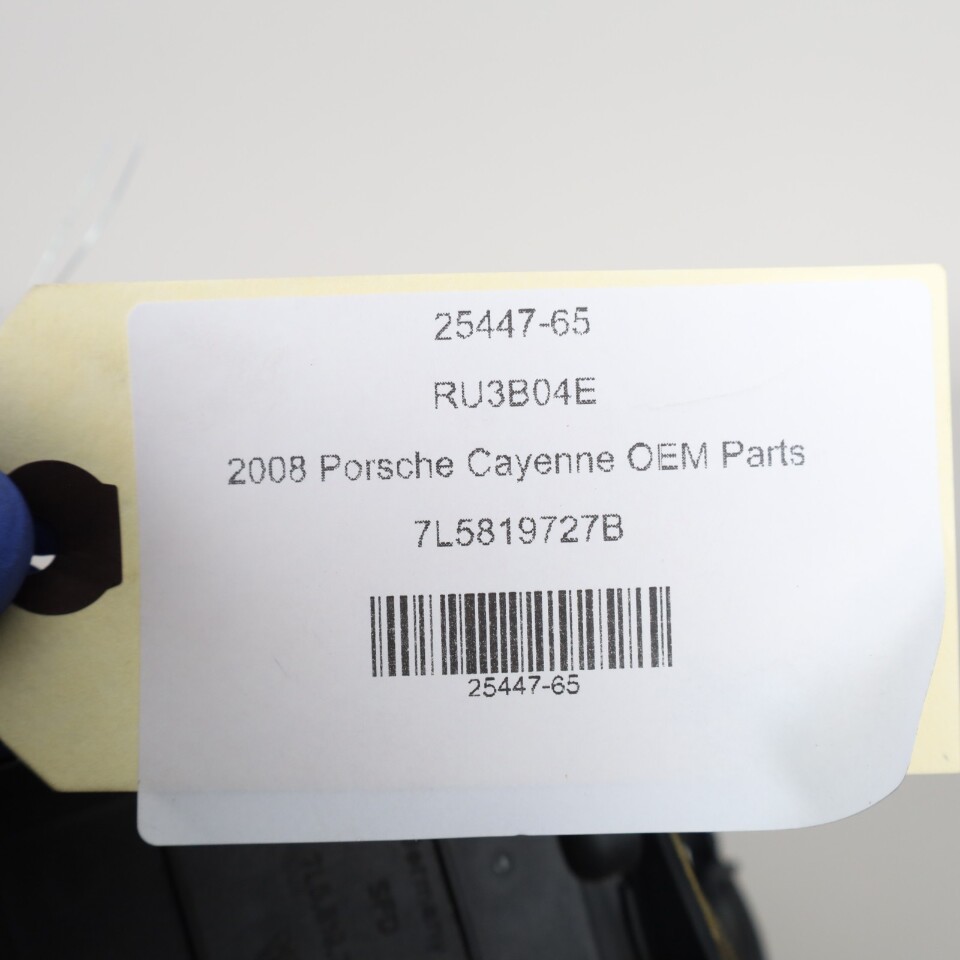 25447-65
RU3B04E
2008 Porsche Cayenne OEM Parts
7L5819727B
25447-65